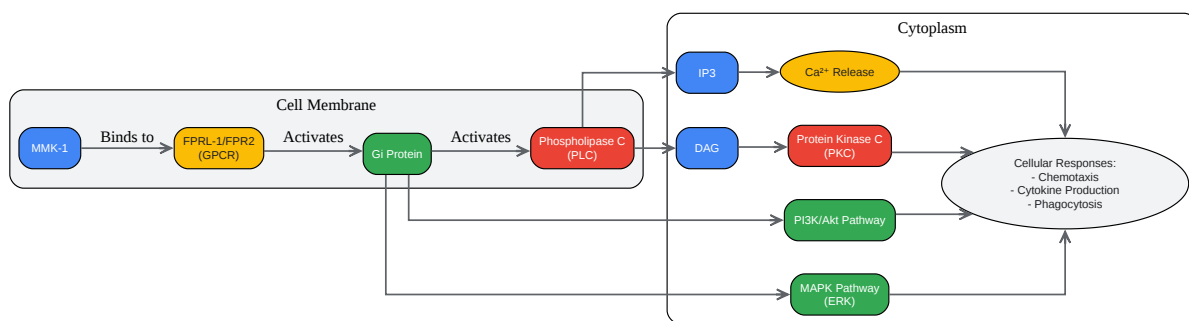 Cytoplasm
IP3
Ca²⁺ Release
Cell Membrane
MMK-1
Binds to
FPRL-1/FPR2
(GPCR)
Activates
Gi Protein
Activates
Phospholipase C
(PLC)
DAG
Protein Kinase C
(PKC)
Cellular Responses:
- Chemotaxis
- Cytokine Production
- Phagocytosis
PI3K/Akt Pathway
MAPK Pathway
(ERK)